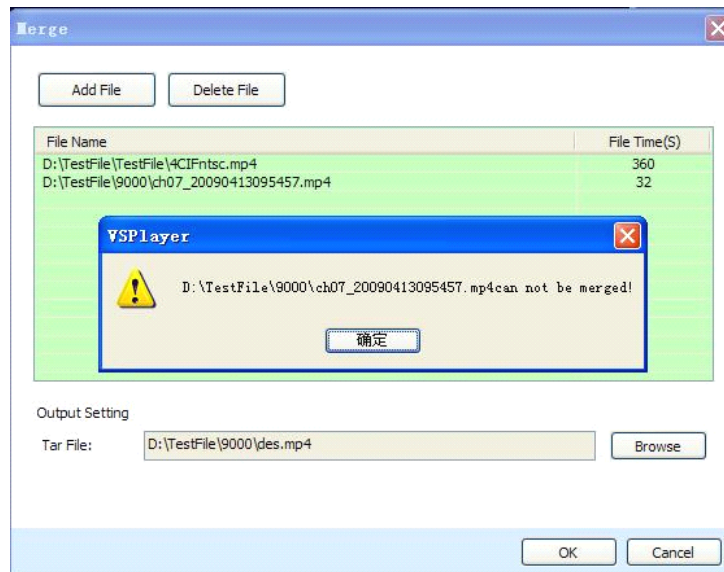 Merge
Add File Delete File
File Name File Time(S)
D:\TestFile\TestFile\4CIFntsc.mp4 360
D:\TestFile\9000\ch07_20090413095457.mp4 32
VSPlayer
D:\TestFile\9000\ch07_20090413095457.mp4can not be merged!
确定
Output Setting
Tar File: D:\TestFile\9000\des.mp4 Browse
OK Cancel